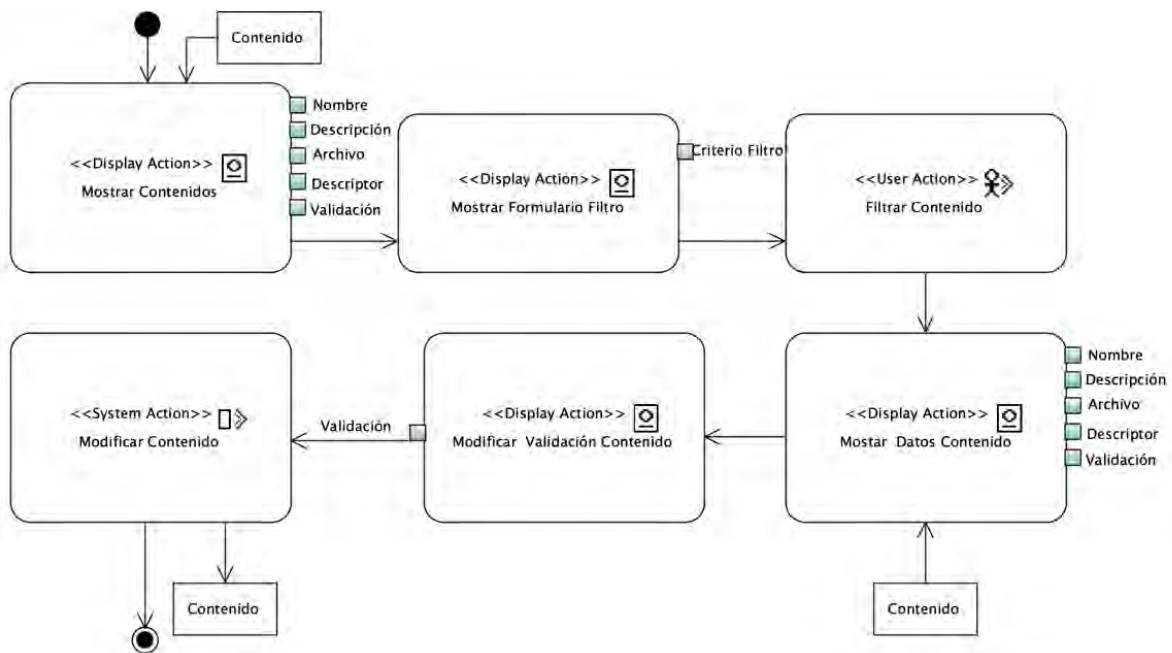 Contenido
<<Display Action>>
Mostrar Contenidos
Nombre
Descripción
Archivo
Descriptor
Validación
<<Display Action>>
Mostrar Formulario Filtro
Criterio Filtro
<<User Action>>
Filtrar Contenido
<<System Action>>
Modificar Contenido
Validación
<<Display Action>>
Modificar Validación Contenido
<<Display Action>>
Mostar Datos Contenido
Nombre
Descripción
Archivo
Descriptor
Validación
Contenido
Contenido